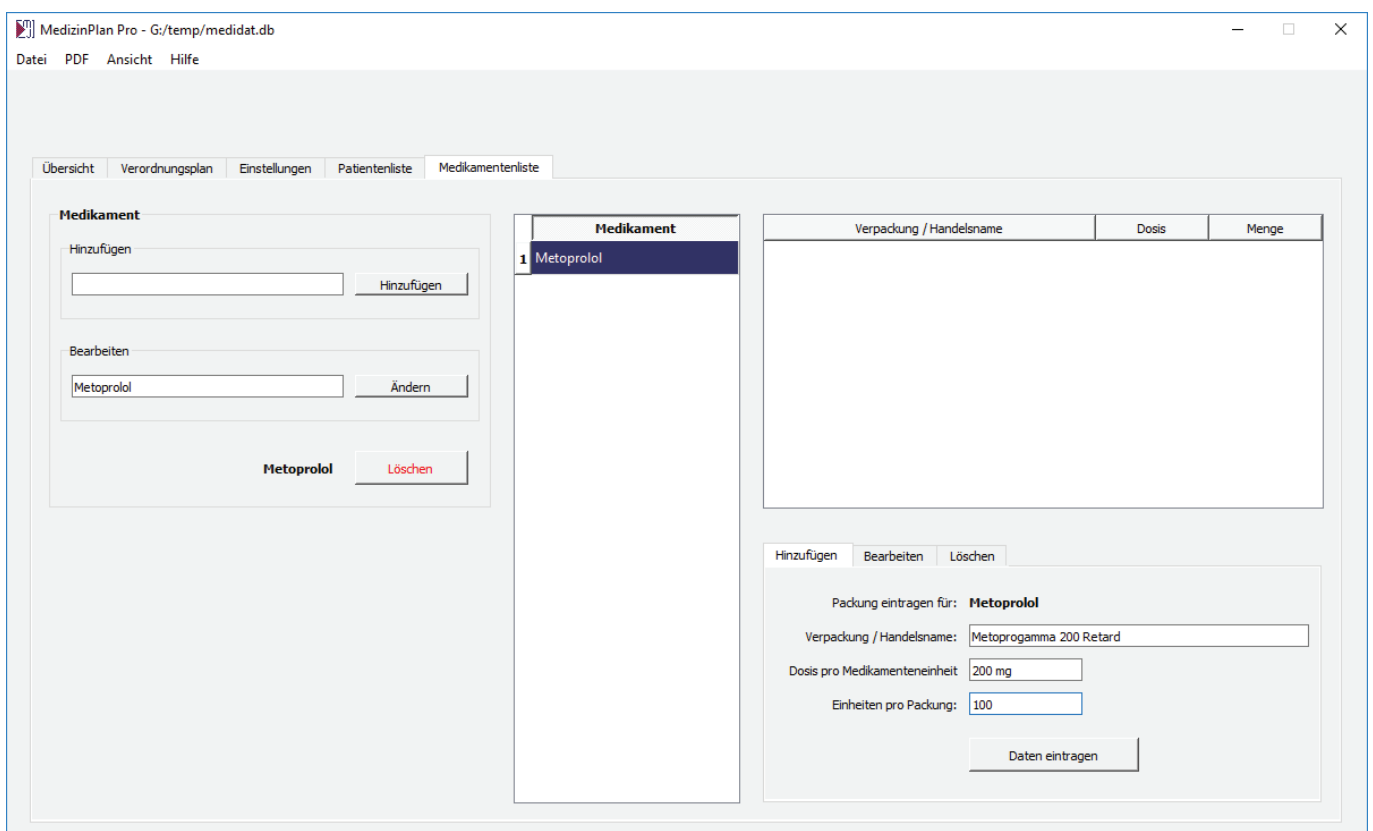 MedizinPlan Pro - G:/temp/medidat.db
Datei PDF Ansicht Hilfe
Übersicht Verordnungsplan Einstellungen Patientenliste Medikamentenliste
Medikament
Hinzufügen
Hinzufügen
Bearbeiten
Metoprolol Ändern
Metoprolol Löschen
Medikament
1 Metoprolol
Verpackung / Handelsname Dosis Menge
Hinzufügen Bearbeiten Löschen
Packung eintragen für: Metoprolol
Verpackung / Handelsname: Metoprogamma 200 Retard
Dosis pro Medikamenteneinheit 200 mg
Einheiten pro Packung: 100
Daten eintragen